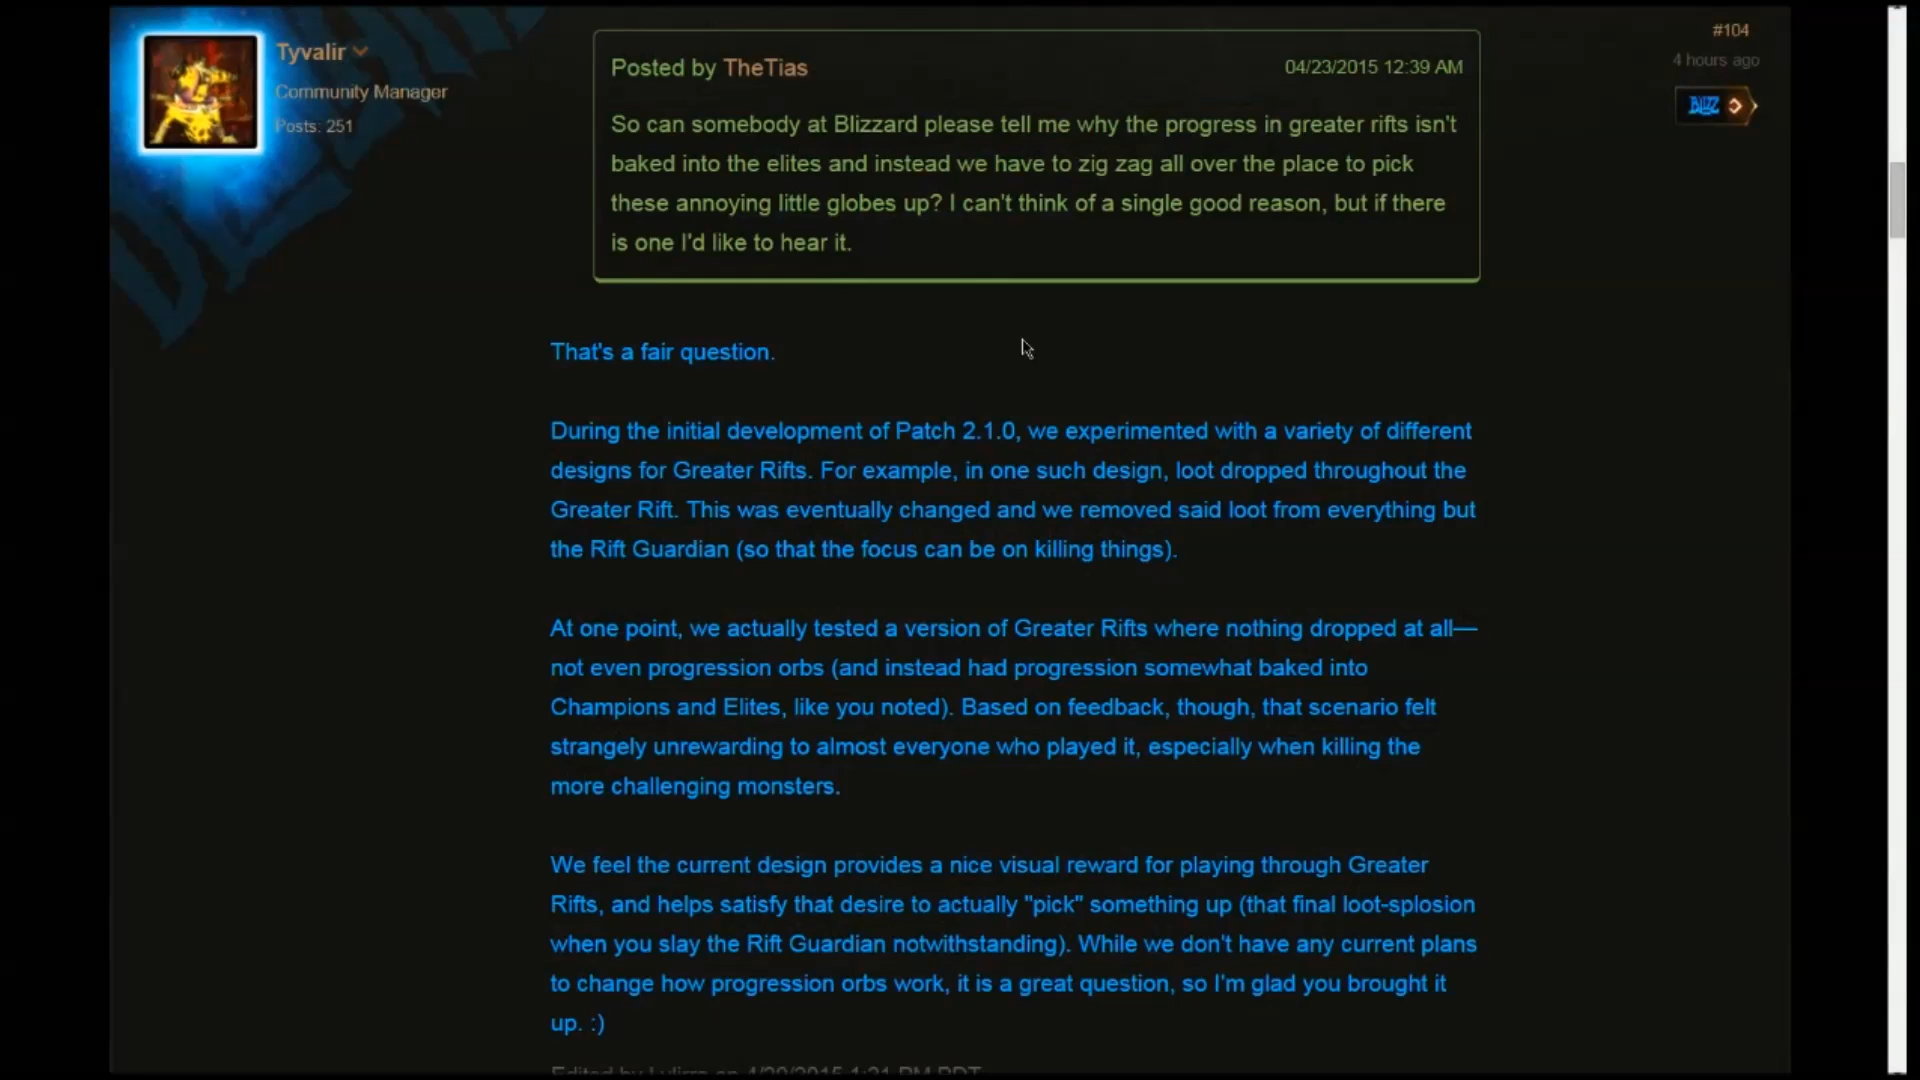 Tyvalir
Community Manager
Posts: 251
#104
4 hours ago
BLIZZ
Posted by TheTias 04/23/2015 12:39 AM
So can somebody at Blizzard please tell me why the progress in greater rifts isn't
baked into the elites and instead we have to zig zag all over the place to pick
these annoying little globes up? I can't think of a single good reason, but if there
is one I'd like to hear it.
That's a fair question.
During the initial development of Patch 2.1.0, we experimented with a variety of different
designs for Greater Rifts. For example, in one such design, loot dropped throughout the
Greater Rift. This was eventually changed and we removed said loot from everything but
the Rift Guardian (so that the focus can be on killing things).
At one point, we actually tested a version of Greater Rifts where nothing dropped at all—
not even progression orbs (and instead had progression somewhat baked into
Champions and Elites, like you noted). Based on feedback, though, that scenario felt
strangely unrewarding to almost everyone who played it, especially when killing the
more challenging monsters.
We feel the current design provides a nice visual reward for playing through Greater
Rifts, and helps satisfy that desire to actually "pick" something up (that final loot-splosion
when you slay the Rift Guardian notwithstanding). While we don't have any current plans
to change how progression orbs work, it is a great question, so I'm glad you brought it
up. :)
Edited by on 4/29/2015 1:31 PM PDT